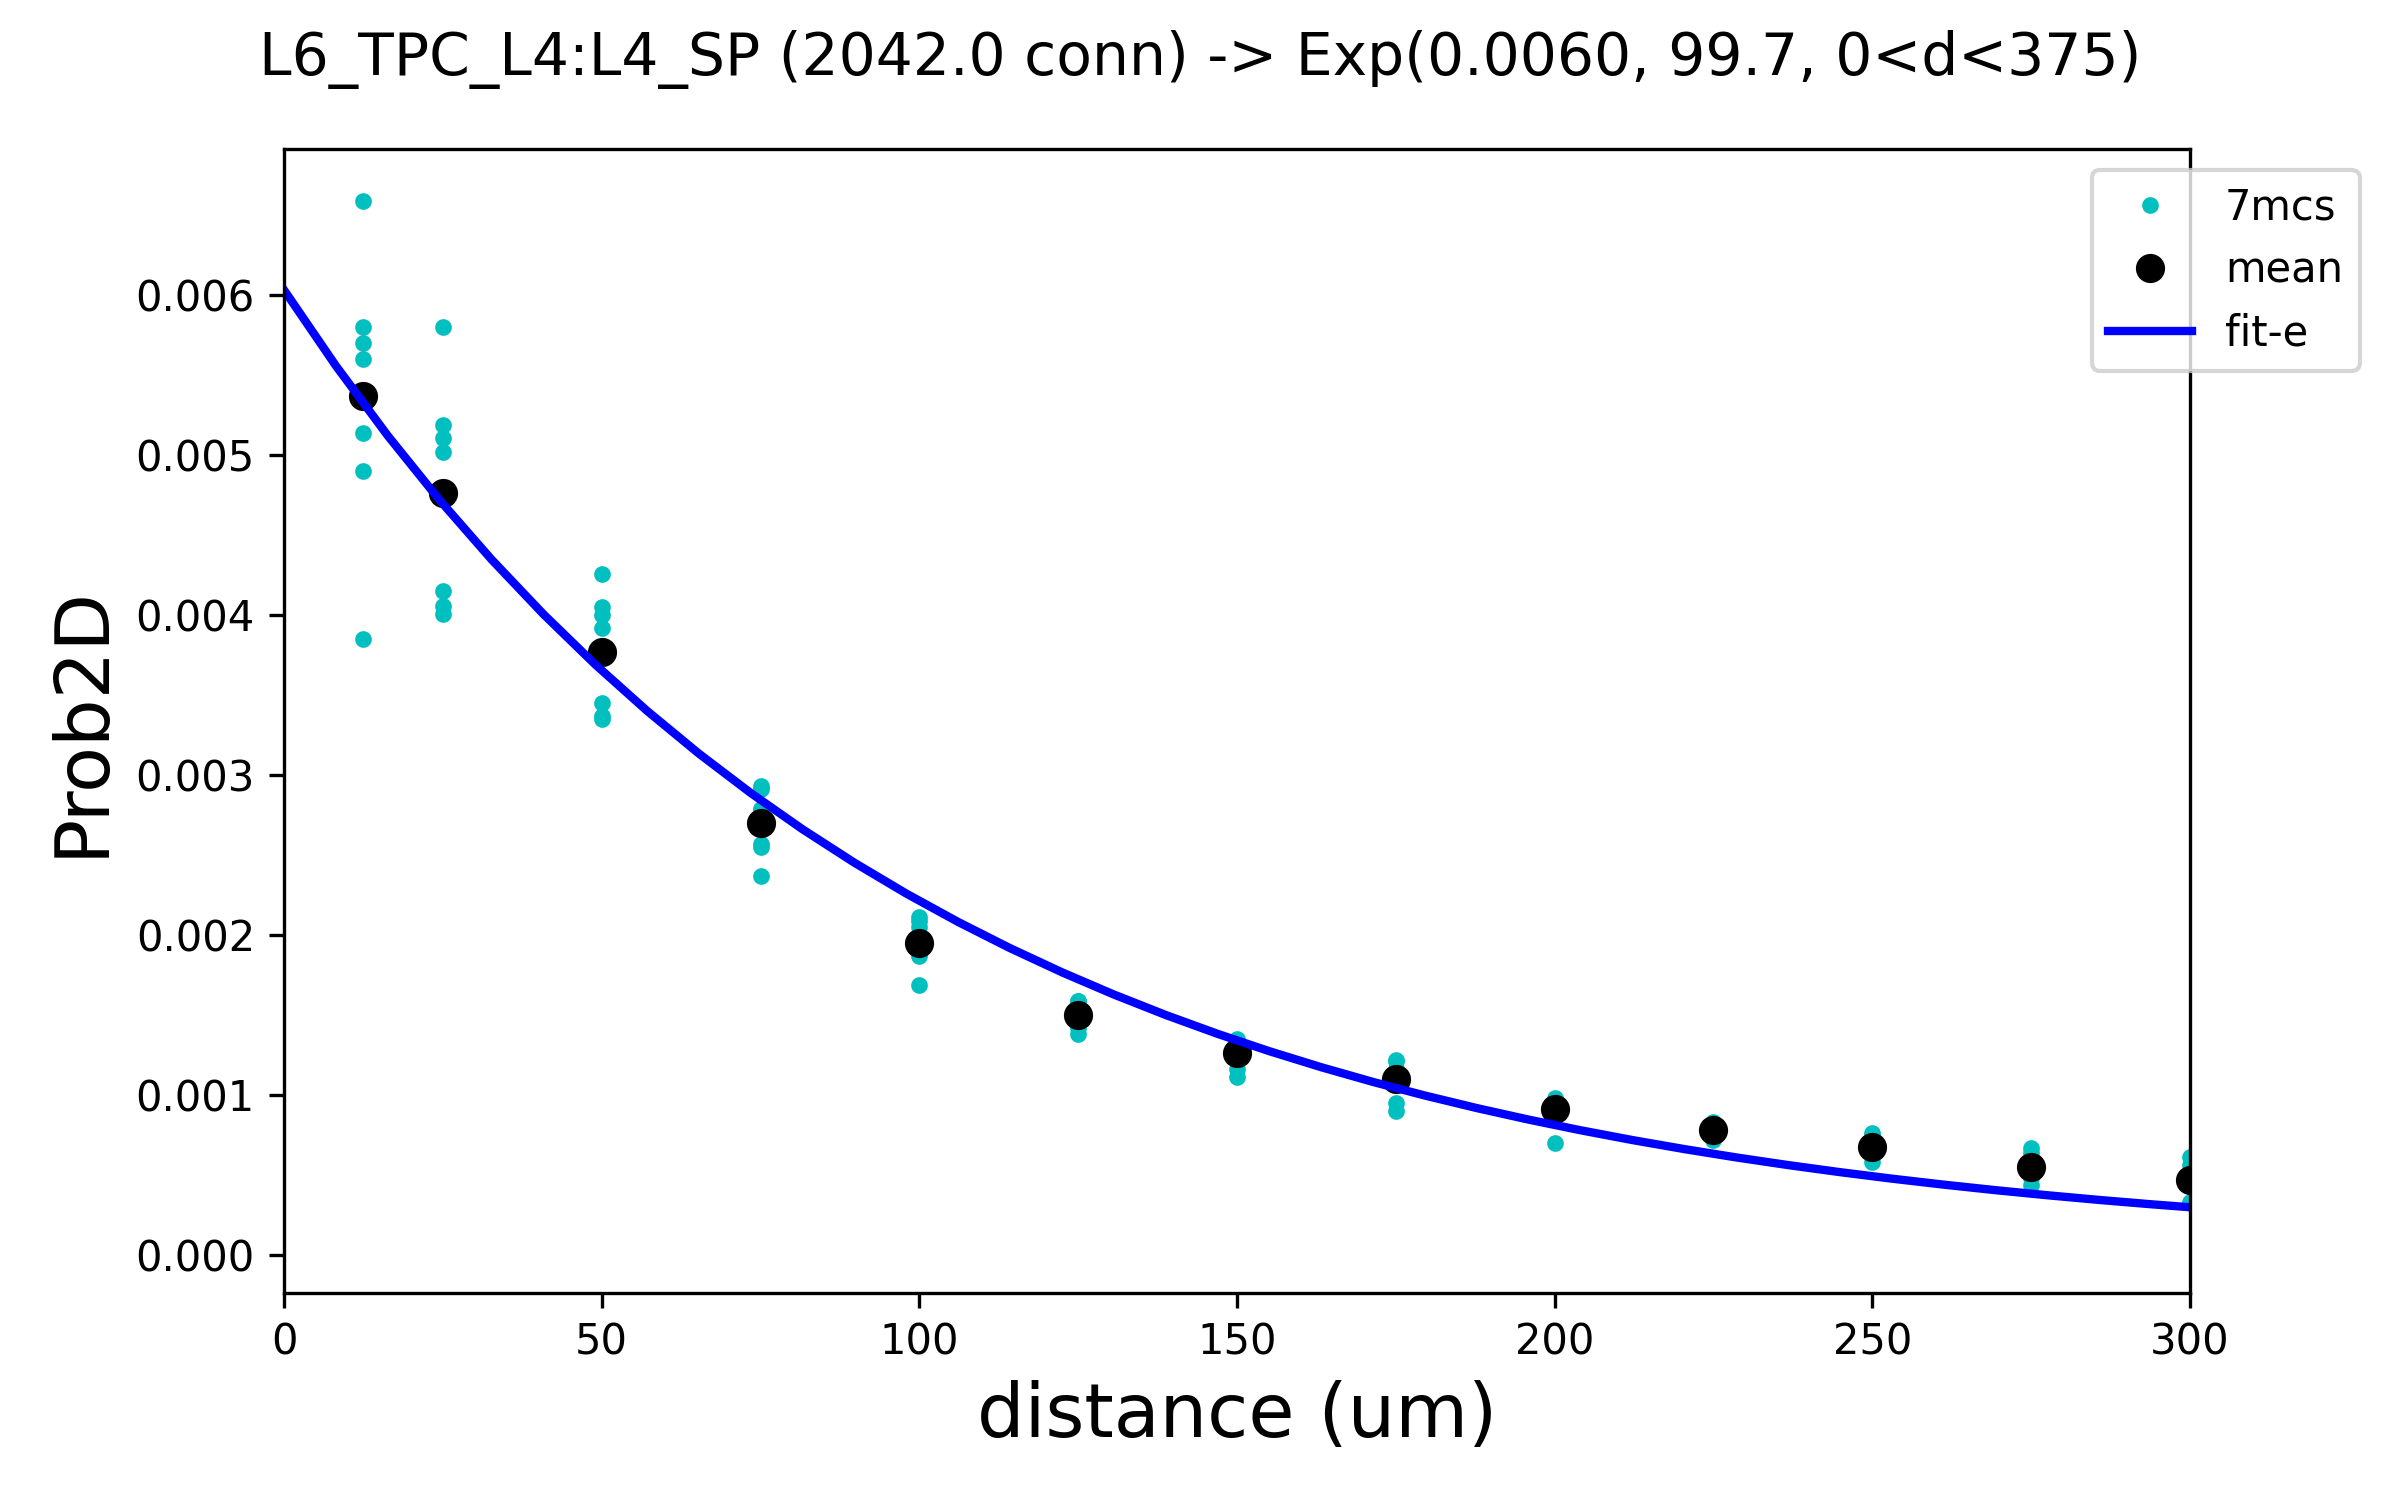 L6_TPC_L4:L4_SP (2042.0 conn) -> Exp(0.0060, 99.7, 0<d<375)
7mcs
mean
fit-e
Prob2D
0.006
0.005
0.004
0.003
0.002
0.001
0.000
0 50 100 150 200 250 300
distance (um)